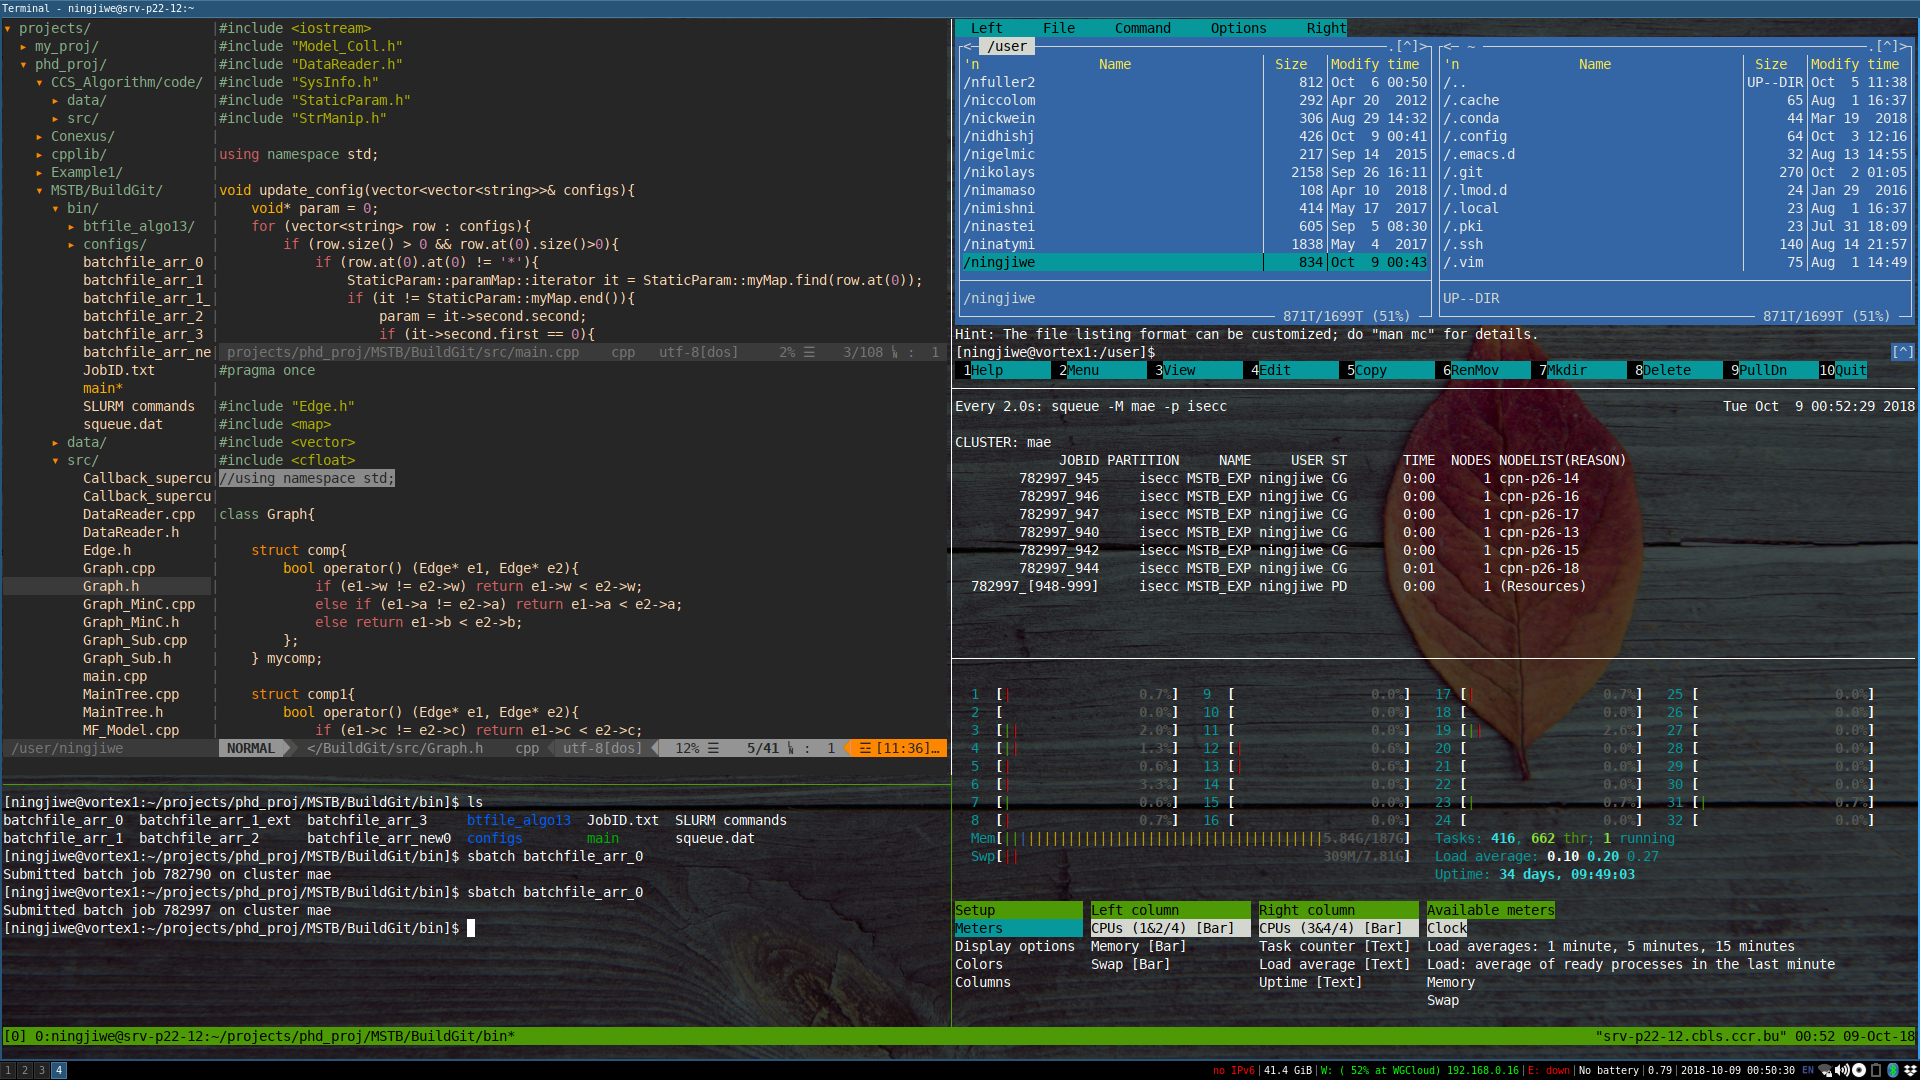 Terminal - ningjiwe@srv-p22-12:~
▾ projects/
▸ my_proj/
▾ phd_proj/
▾ CCS_Algorithm/code/
▸ data/
▸ src/
▸ Conexus/
▸ cpplib/
▸ Example1/
▾ MSTB/BuildGit/
▾ bin/
▸ btfile_algo13/
▸ configs/
batchfile_arr_0
batchfile_arr_1
batchfile_arr_1_
batchfile_arr_2
batchfile_arr_3
batchfile_arr_ne
JobID.txt
main*
SLURM commands
squeue.dat
▸ data/
▾ src/
Callback_supercu
Callback_supercu
DataReader.cpp
DataReader.h
Edge.h
Graph.cpp
Graph.h
Graph_MinC.cpp
Graph_MinC.h
Graph_Sub.cpp
Graph_Sub.h
main.cpp
MainTree.cpp
MainTree.h
MF_Model.cpp
/user/ningjiwe
#include <iostream>
#include "Model_Coll.h"
#include "DataReader.h"
#include "SysInfo.h"
#include "StaticParam.h"
#include "StrManip.h"
using namespace std;
void update_config(vector<vector<string>>& configs){
void* param = 0;
for (vector<string> row : configs){
if (row.size() > 0 && row.at(0).size()>0){
if (row.at(0).at(0) != '*'){
StaticParam::paramMap::iterator it = StaticParam::myMap.find(row.at(0));
if (it != StaticParam::myMap.end()){
param = it->second.second;
if (it->second.first == 0){
projects/phd_proj/MSTB/BuildGit/src/main.cpp cpp utf-8[dos] 2% ☰ 3/108 ㏑ : 1
#pragma once
#include "Edge.h"
#include <map>
#include <vector>
#include <cfloat>
//using namespace std;
class Graph{
struct comp{
bool operator() (Edge* e1, Edge* e2){
if (e1->w != e2->w) return e1->w < e2->w;
else if (e1->a != e2->a) return e1->a < e2->a;
else return e1->b < e2->b;
};
} mycomp;
struct comp1{
bool operator() (Edge* e1, Edge* e2){
if (e1->c != e2->c) return e1->c < e2->c;
NORMAL </BuildGit/src/Graph.h cpp utf-8[dos] 12% ☰ 5/41 ㏑ : 1 ☲ [11:36]…
[ningjiwe@vortex1:~/projects/phd_proj/MSTB/BuildGit/bin]$ ls
batchfile_arr_0 batchfile_arr_1_ext batchfile_arr_3 btfile_algo13 JobID.txt SLURM commands
batchfile_arr_1 batchfile_arr_2 batchfile_arr_new0 configs main squeue.dat
[ningjiwe@vortex1:~/projects/phd_proj/MSTB/BuildGit/bin]$ sbatch batchfile_arr_0
Submitted batch job 782790 on cluster mae
[ningjiwe@vortex1:~/projects/phd_proj/MSTB/BuildGit/bin]$ sbatch batchfile_arr_0
Submitted batch job 782997 on cluster mae
[ningjiwe@vortex1:~/projects/phd_proj/MSTB/BuildGit/bin]$
Left File Command Options Right
<─ /user .[^]>
'n Name Size Modify time
/nfuller2 812 Oct 6 00:50
/niccolom 292 Apr 20 2012
/nickwein 306 Aug 29 14:32
/nidhishj 426 Oct 9 00:41
/nigelmic 217 Sep 14 2015
/nikolays 2158 Sep 26 16:11
/nimamaso 108 Apr 10 2018
/nimishni 414 May 17 2017
/ninastei 605 Sep 5 08:30
/ninatymi 1838 May 4 2017
/ningjiwe 834 Oct 9 00:43
/ningjiwe
871T/1699T (51%)
<─ ~ .[^]>
'n Name Size Modify time
/.. UP--DIR Oct 5 11:38
/.cache 65 Aug 1 16:37
/.conda 44 Mar 19 2018
/.config 64 Oct 3 12:16
/.emacs.d 32 Aug 13 14:55
/.git 270 Oct 2 01:05
/.lmod.d 24 Jan 29 2016
/.local 23 Aug 1 16:37
/.pki 23 Jul 31 18:09
/.ssh 140 Aug 14 21:57
/.vim 75 Aug 1 14:49
UP--DIR
871T/1699T (51%)
Hint: The file listing format can be customized; do "man mc" for details.
[ningjiwe@vortex1:/user]$ [^]
1Help 2Menu 3View 4Edit 5Copy 6RenMov 7Mkdir 8Delete 9PullDn 10Quit
Every 2.0s: squeue -M mae -p isecc Tue Oct 9 00:52:29 2018
CLUSTER: mae
JOBID PARTITION NAME USER ST TIME NODES NODELIST(REASON)
782997_945 isecc MSTB_EXP ningjiwe CG 0:00 1 cpn-p26-14
782997_946 isecc MSTB_EXP ningjiwe CG 0:00 1 cpn-p26-16
782997_947 isecc MSTB_EXP ningjiwe CG 0:00 1 cpn-p26-17
782997_940 isecc MSTB_EXP ningjiwe CG 0:00 1 cpn-p26-13
782997_942 isecc MSTB_EXP ningjiwe CG 0:00 1 cpn-p26-15
782997_944 isecc MSTB_EXP ningjiwe CG 0:01 1 cpn-p26-18
782997_[948-999] isecc MSTB_EXP ningjiwe PD 0:00 1 (Resources)
1 [ 0.7%] 9 [ 0.0%] 17 [ 0.7%] 25 [ 0.0%]
2 [ 0.0%] 10 [ 0.0%] 18 [ 0.0%] 26 [ 0.0%]
3 [ 2.0%] 11 [ 0.0%] 19 [ 2.6%] 27 [ 0.0%]
4 [ 1.3%] 12 [ 0.6%] 20 [ 0.0%] 28 [ 0.0%]
5 [ 0.6%] 13 [ 0.6%] 21 [ 0.0%] 29 [ 0.0%]
6 [ 3.3%] 14 [ 0.0%] 22 [ 0.0%] 30 [ 0.0%]
7 [ 0.6%] 15 [ 0.0%] 23 [ 0.7%] 31 [ 0.7%]
8 [ 0.7%] 16 [ 0.0%] 24 [ 0.0%] 32 [ 0.0%]
Mem[ 5.84G/187G] Tasks: 416, 662 thr; 1 running
Swp[ 309M/7.81G] Load average: 0.10 0.20 0.27
Uptime: 34 days, 09:49:03
Setup Left column Right column Available meters
Meters CPUs (1&2/4) [Bar] CPUs (3&4/4) [Bar] Clock
Display options Memory [Bar] Task counter [Text] Load averages: 1 minute, 5 minutes, 15 minutes
Colors Swap [Bar] Load average [Text] Load: average of ready processes in the last minute
Columns Uptime [Text] Memory
Swap
[0] 0:ningjiwe@srv-p22-12:~/projects/phd_proj/MSTB/BuildGit/bin* "srv-p22-12.cbls.ccr.bu" 00:52 09-Oct-18
1 2 3 4 no IPv6|41.4 GiB|W: ( 52% at WGCloud) 192.168.0.16|E: down|No battery|0.79|2018-10-09 00:50:30 EN